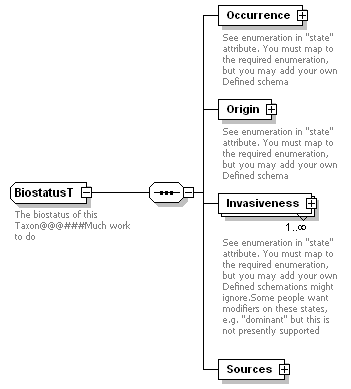 Occurrence
See enumeration in "state"
attribute. You must map to
the required enumeration,
but you may add your own
Defined schema
Origin
See enumeration in "state"
attribute. You must map to
the required enumeration,
but you may add your own
Defined schema
BiostatusT
The biostatus of this
Taxon@@@###Much work
to do
Invasiveness
1..∞
See enumeration in "state"
attribute. You must map to
the required enumeration,
but you may add your own
Defined schemations might
ignore.Some people want
modifiers on these states,
e.g. "dominant" but this is
not presently supported
Sources